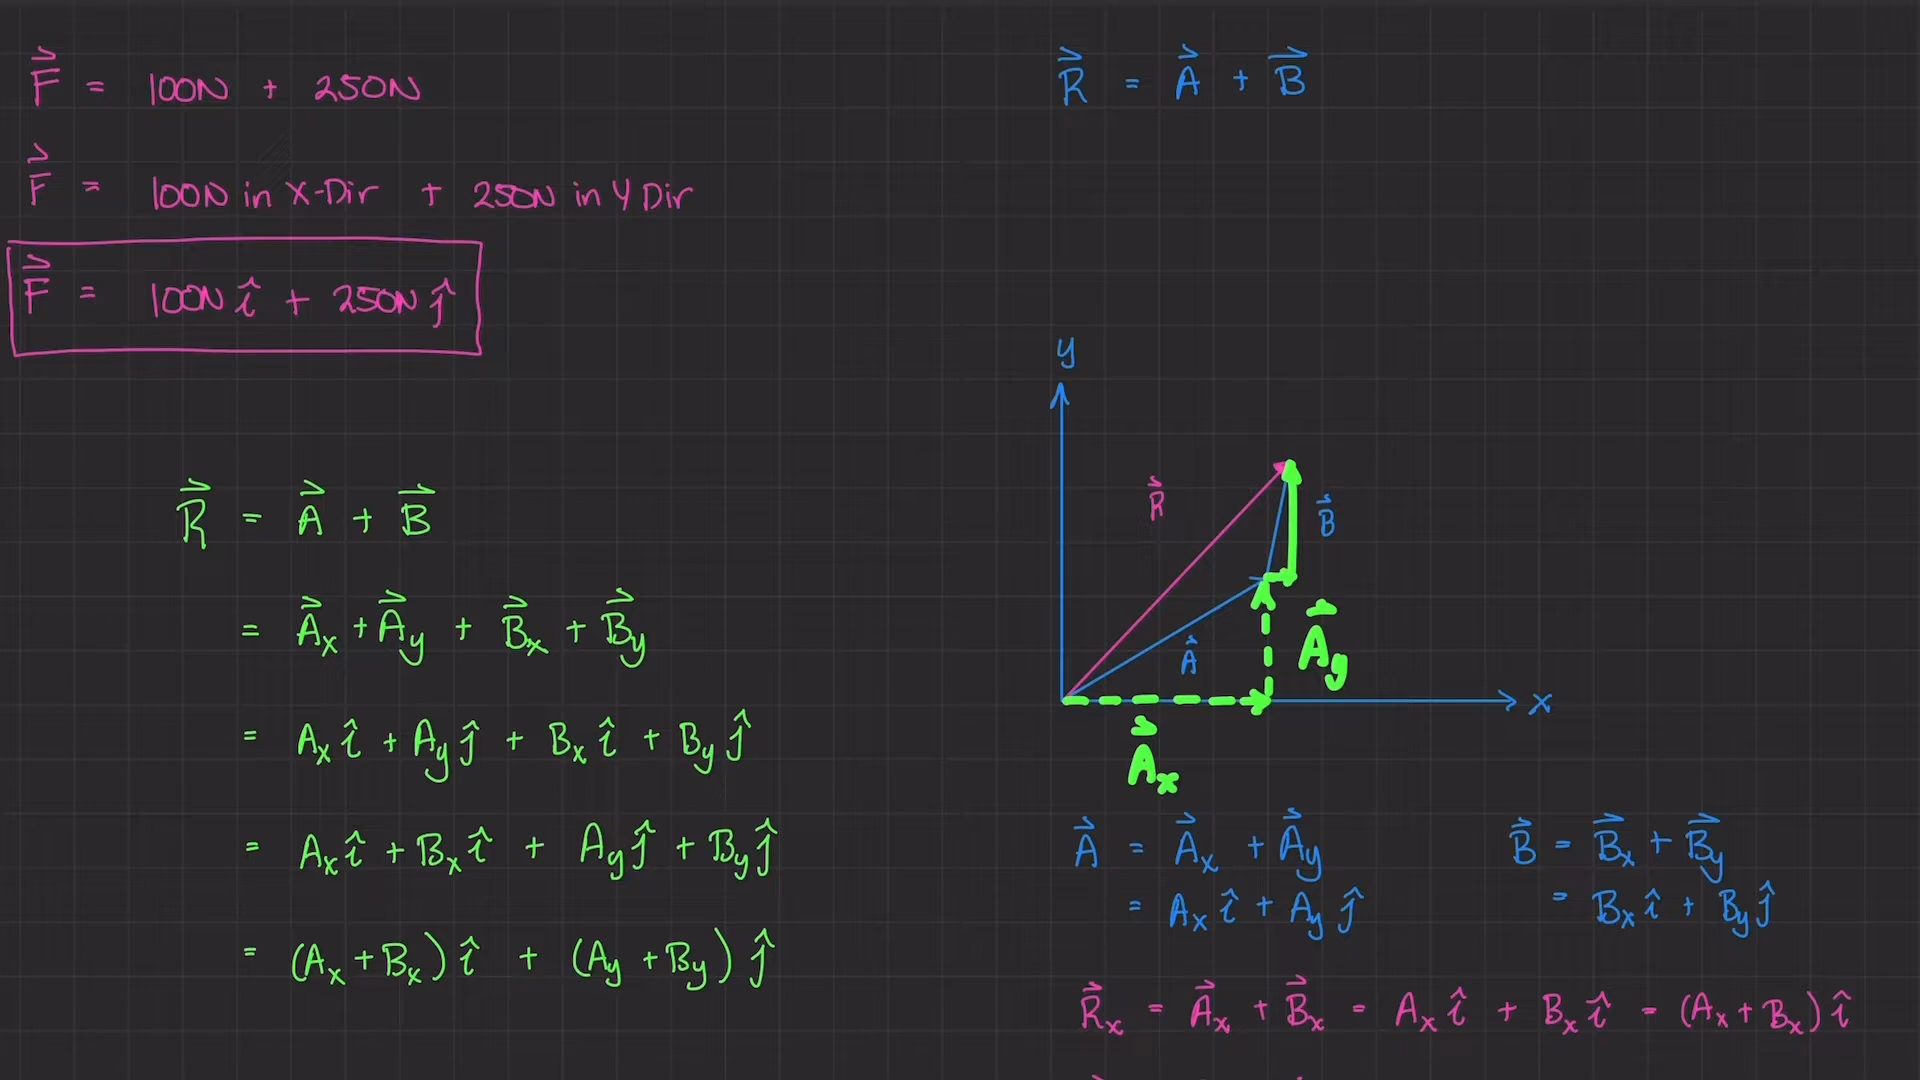 F⃗ = 100N + 250N
F⃗ = 100N in X-Dir + 250N in Y Dir
F⃗ = 100N î + 250N ĵ
R⃗ = A⃗ + B⃗
= A⃗x + A⃗y + B⃗x + B⃗y
= Ax î + Ay ĵ + Bx î + By ĵ
= Ax î + Bx î + Ay ĵ + By ĵ
= (Ax + Bx) î + (Ay + By) ĵ
R⃗ = A⃗ + B⃗
y
R⃗
B⃗
A⃗
A⃗y
x
A⃗x
A⃗ = A⃗x + A⃗y
= Ax î + Ay ĵ
B⃗ = B⃗x + B⃗y
= Bx î + By ĵ
R⃗x = A⃗x + B⃗x = Ax î + Bx î = (Ax + Bx) î